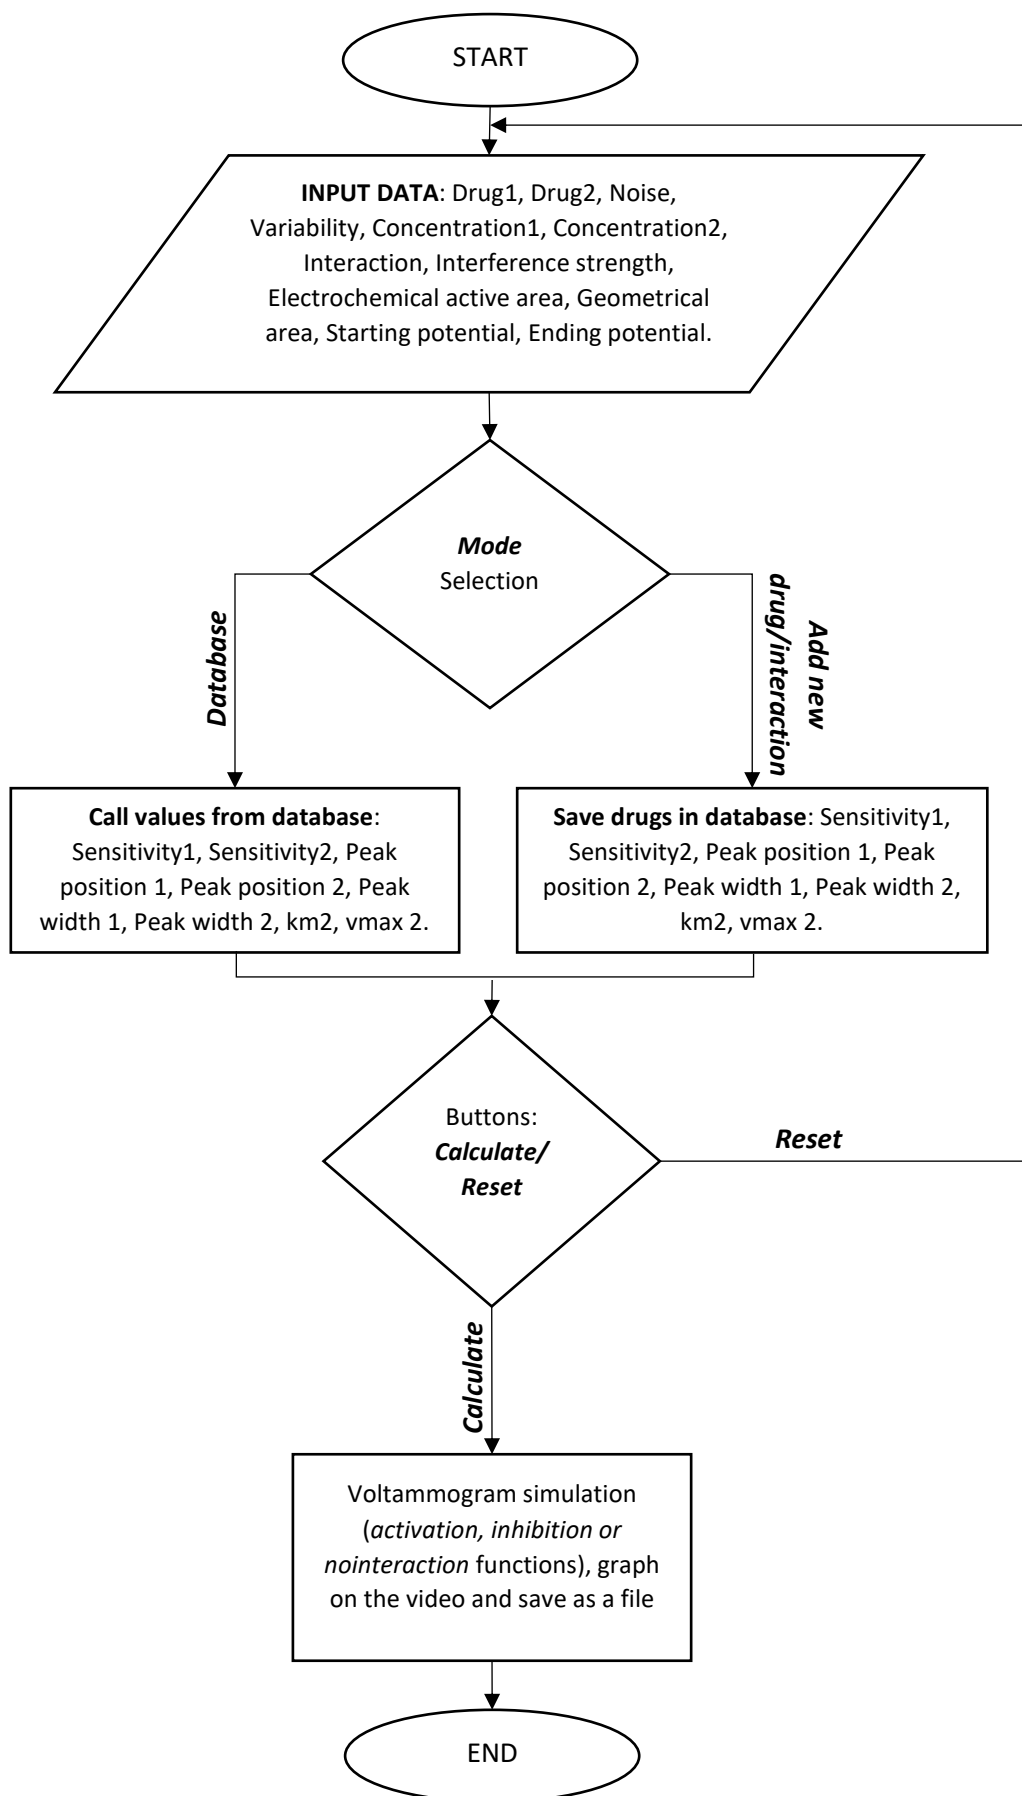 START
INPUT DATA: Drug1, Drug2, Noise,
Variability, Concentration1, Concentration2,
Interaction, Interference strength,
Electrochemical active area, Geometrical
area, Starting potential, Ending potential.
Mode
Selection
Database
Add new
drug/interaction
Call values from database:
Sensitivity1, Sensitivity2, Peak
position 1, Peak position 2, Peak
width 1, Peak width 2, km2, vmax 2.
Save drugs in database: Sensitivity1,
Sensitivity2, Peak position 1, Peak
position 2, Peak width 1, Peak width 2,
km2, vmax 2.
Buttons:
Calculate/
Reset
Reset
Calculate
Voltammogram simulation
(activation, inhibition or
nointeraction functions), graph
on the video and save as a file
END